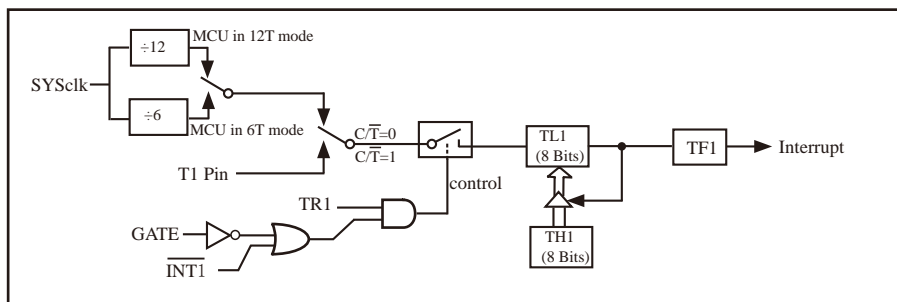 MCU in 12T mode
÷12
SYSclk
÷6
MCU in 6T mode
C/T̅=0
C/T̅=1
T1 Pin
control
TL1
(8 Bits)
TF1
Interrupt
TR1
GATE
I̅N̅T̅1̅
TH1
(8 Bits)